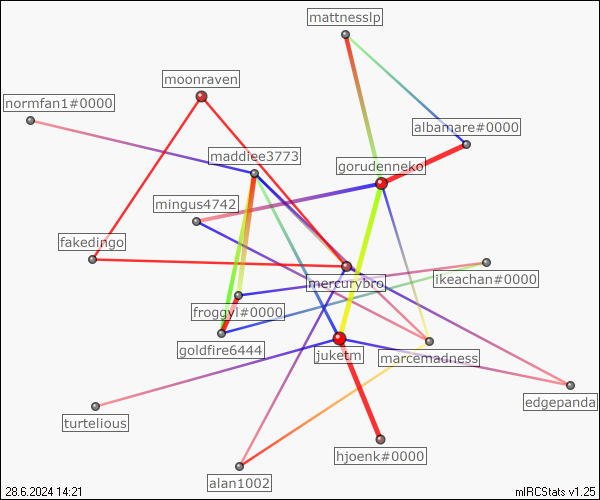 mattnesslp
moonraven
normfan1#0000
albamare#0000
maddiee3773
gorudenneko
mingus4742
fakedingo
mercurybro
ikeachan#0000
froggyl#0000
goldfire6444
juketm
marcemadness
edgepanda
turtelious
hjoenk#0000
alan1002
28.6.2024 14:21
mIRCStats v1.25